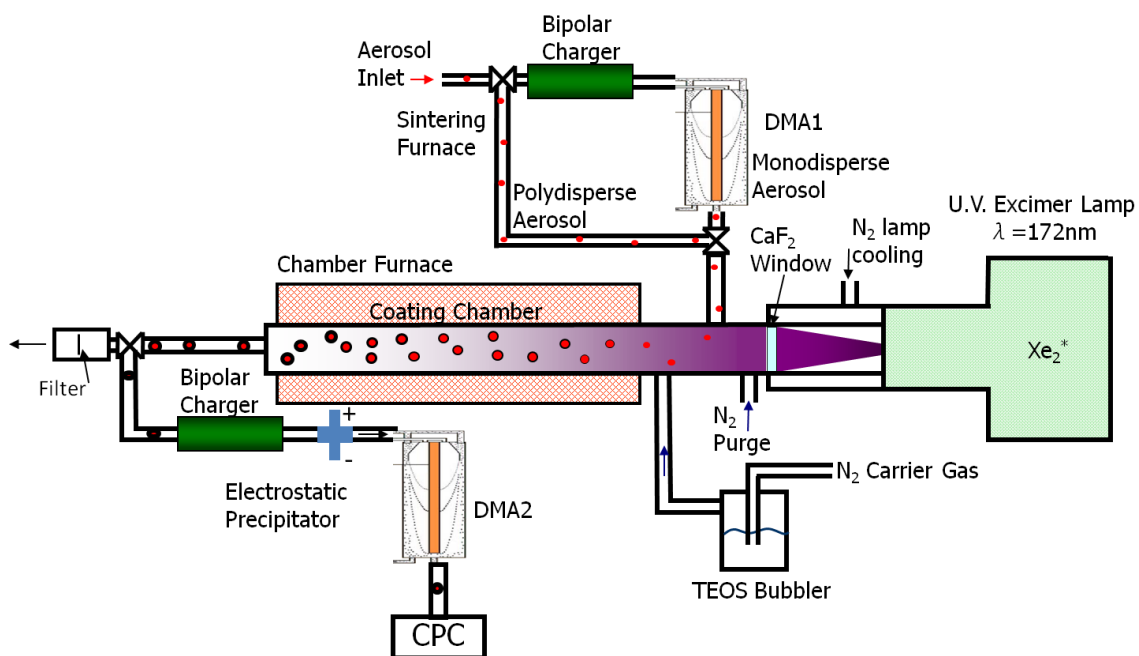 Bipolar
Charger
Aerosol
Inlet
Sintering
Furnace
DMA1
Monodisperse
Aerosol
Polydisperse
Aerosol
U.V. Excimer Lamp
λ =172nm
N2 lamp
cooling
CaF2
Window
Chamber Furnace
Coating Chamber
Xe2*
Filter
Bipolar
Charger
+
-
N2
Purge
Electrostatic
Precipitator
DMA2
N2 Carrier Gas
TEOS Bubbler
CPC